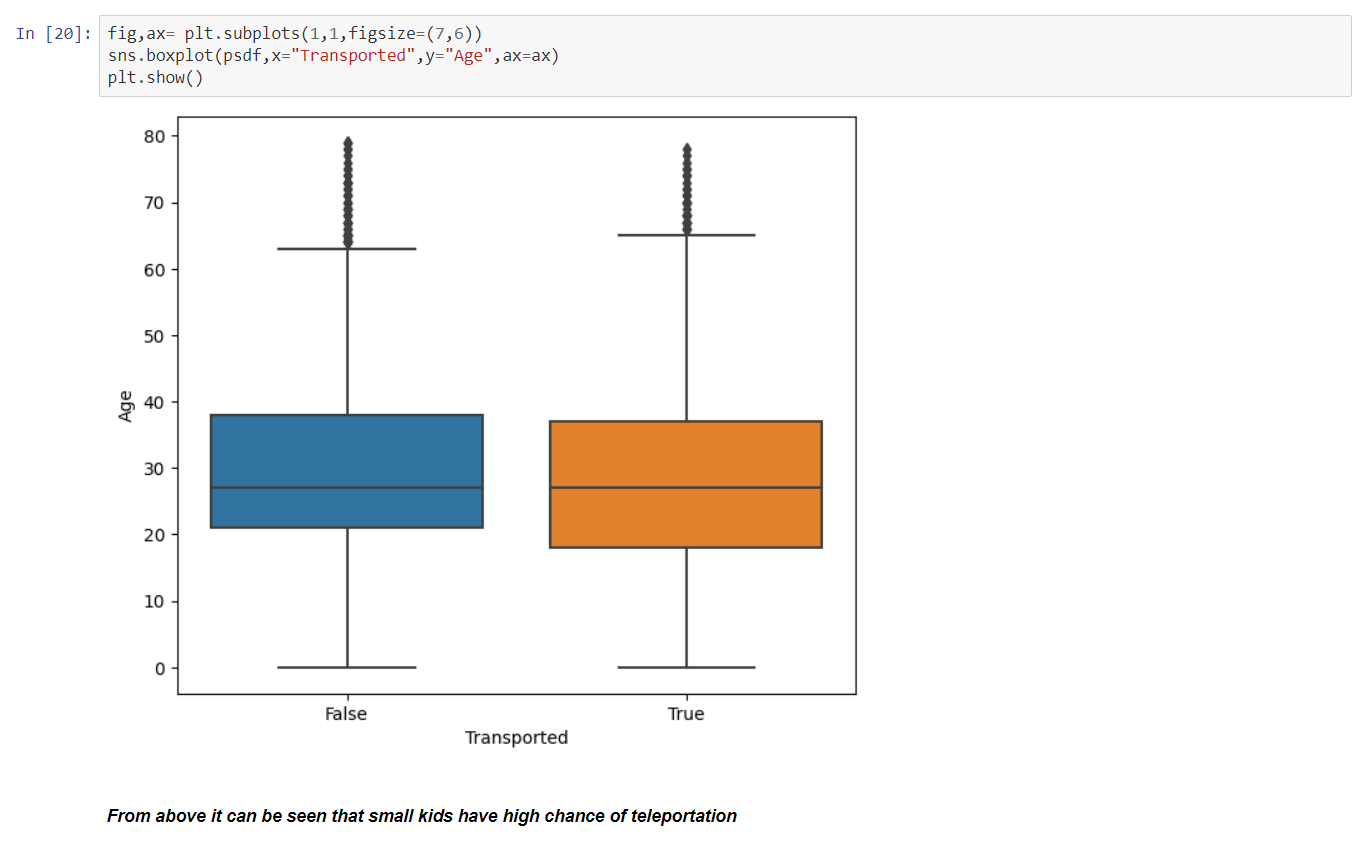 In [20]: fig,ax= plt.subplots(1,1,figsize=(7,6))
sns.boxplot(psdf,x="Transported",y="Age",ax=ax)
plt.show()
80
70
60
50
40
30
20
10
0
Age
False True
Transported
From above it can be seen that small kids have high chance of teleportation